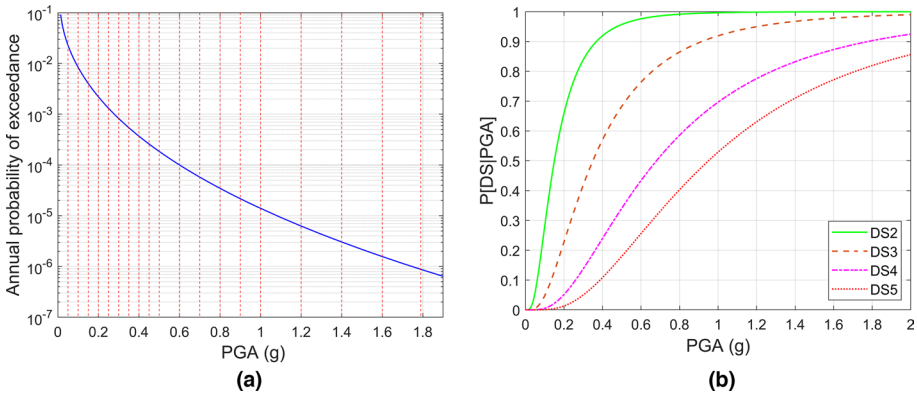 10^-1
10^-2
10^-3
10^-4
10^-5
10^-6
10^-7
Annual probability of exceedance
0 0.2 0.4 0.6 0.8 1 1.2 1.4 1.6 1.8
PGA (g)
(a)
1
0.9
0.8
0.7
0.6
0.5
0.4
0.3
0.2
0.1
0
P[DS|PGA]
DS2
DS3
DS4
DS5
0 0.2 0.4 0.6 0.8 1 1.2 1.4 1.6 1.8 2
PGA (g)
(b)